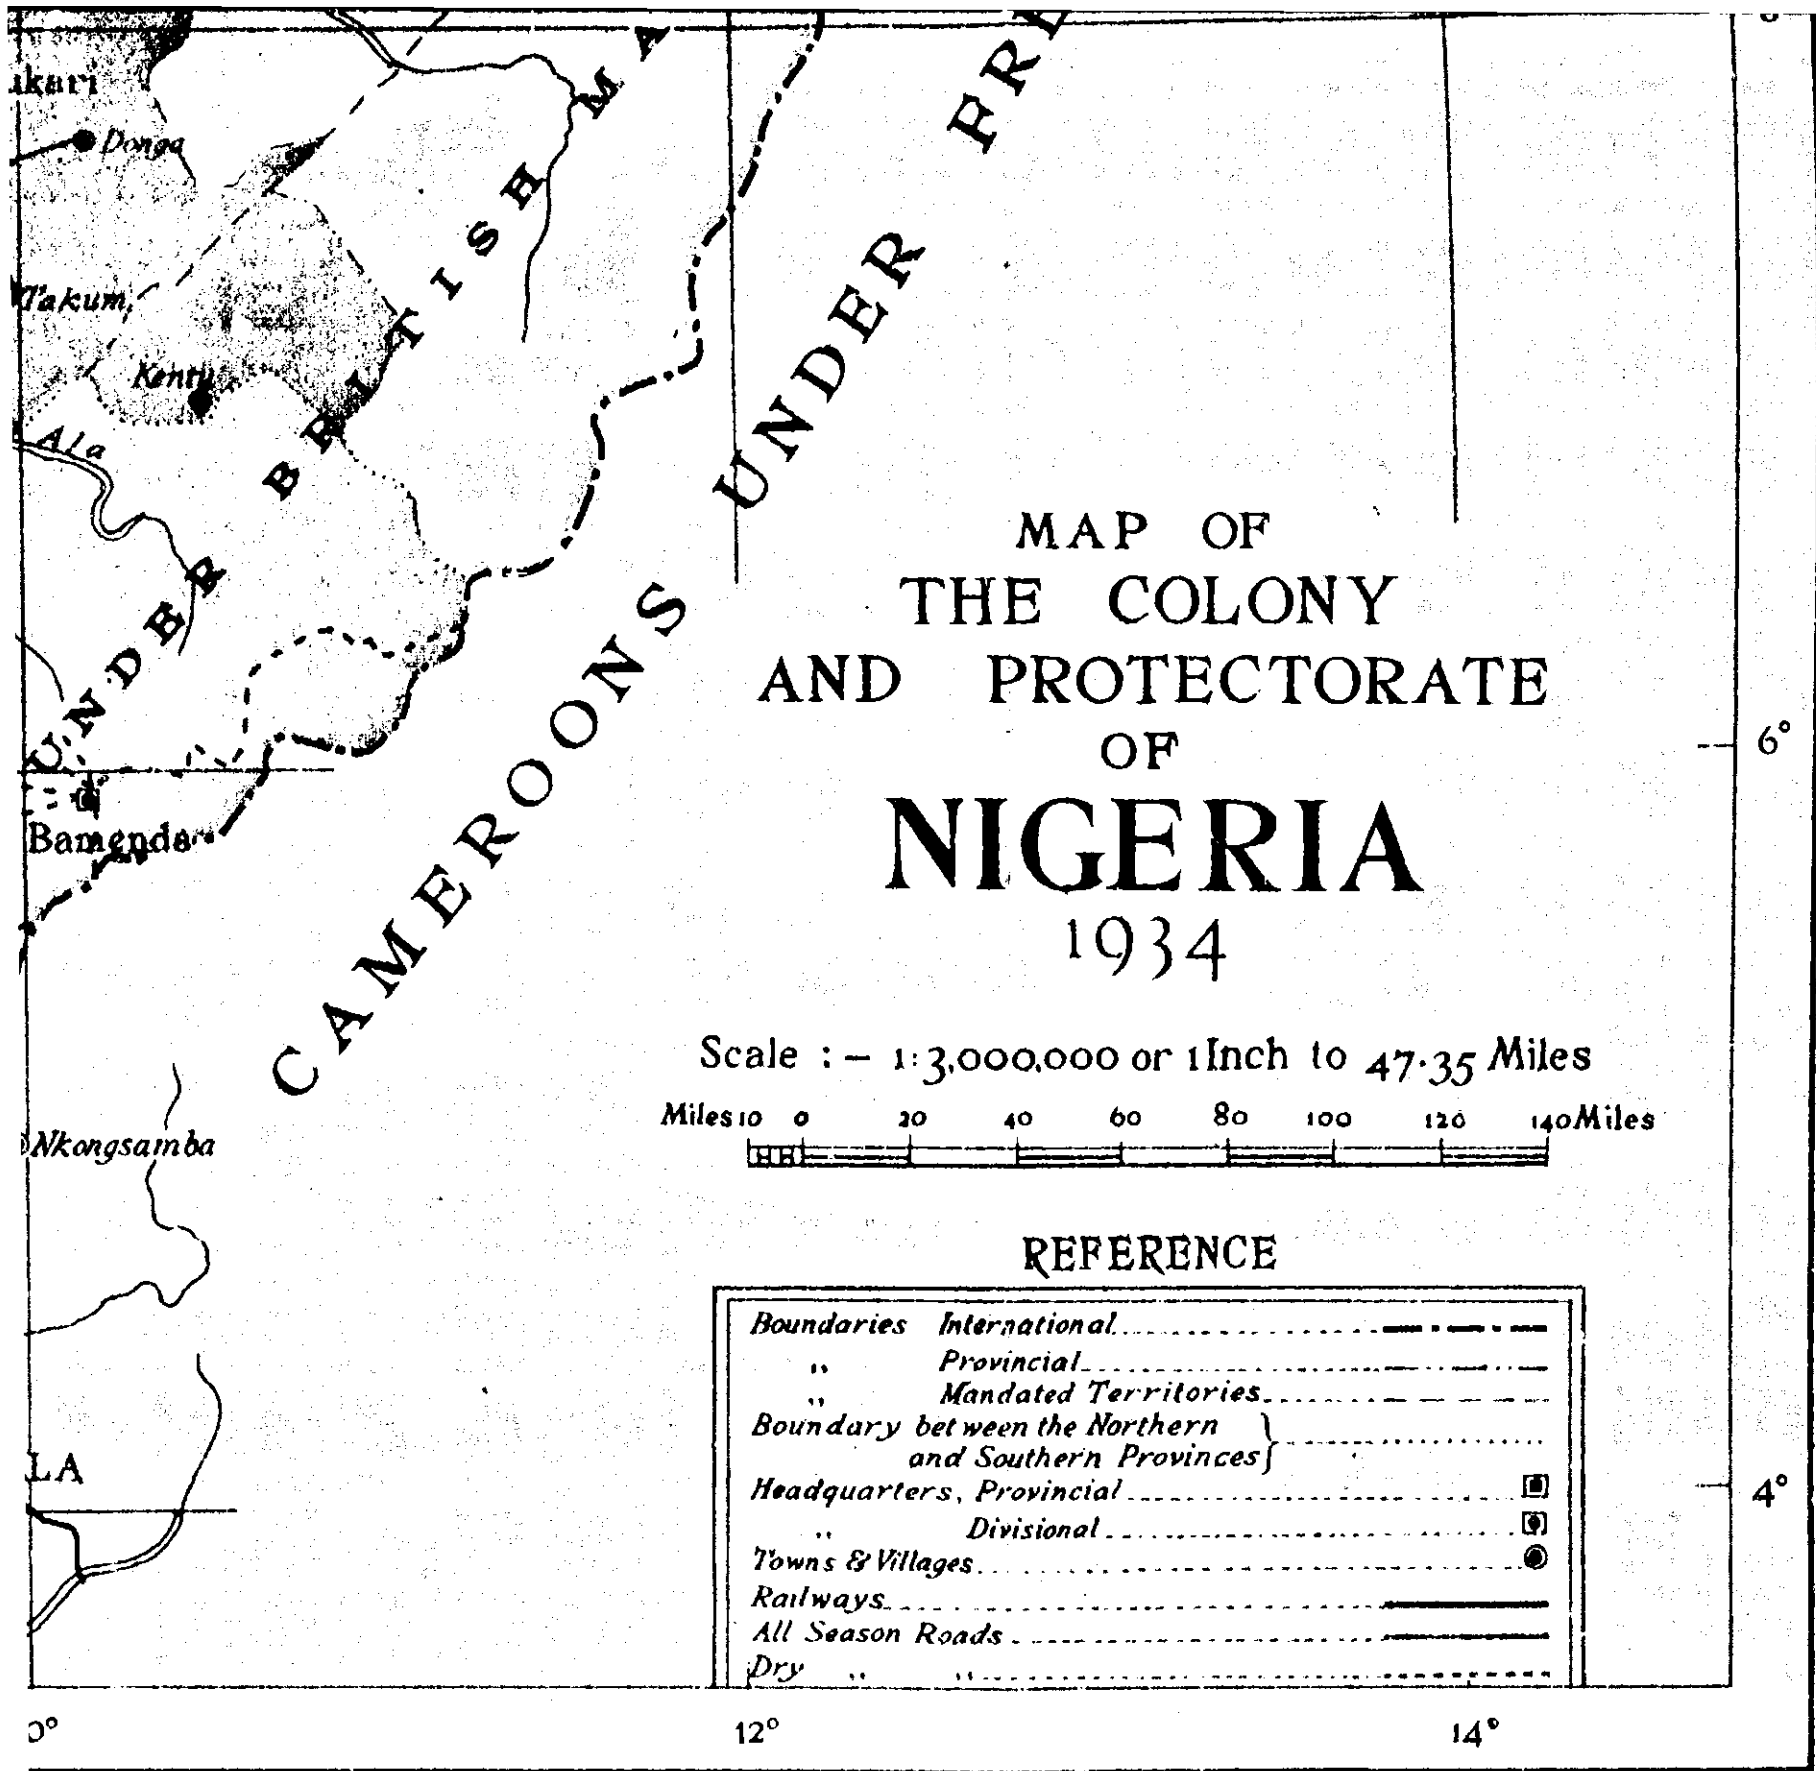 Donga
Takum
Kentu
Ala
UNDER BRITISH MA
Bamenda
CAMEROONS UNDER FRE
Nkongsamba
LA
MAP OF
THE COLONY
AND PROTECTORATE
OF
NIGERIA
1934
Scale :– 1:3,000,000 or 1 Inch to 47·35 Miles
Miles 10 0 20 40 60 80 100 120 140 Miles
REFERENCE
Boundaries International
,, Provincial
,, Mandated Territories
Boundary between the Northern
and Southern Provinces}
Headquarters, Provincial
,, Divisional
Towns & Villages
Railways
All Season Roads
Dry ,, ,,
6°
4°
0° 12° 14°